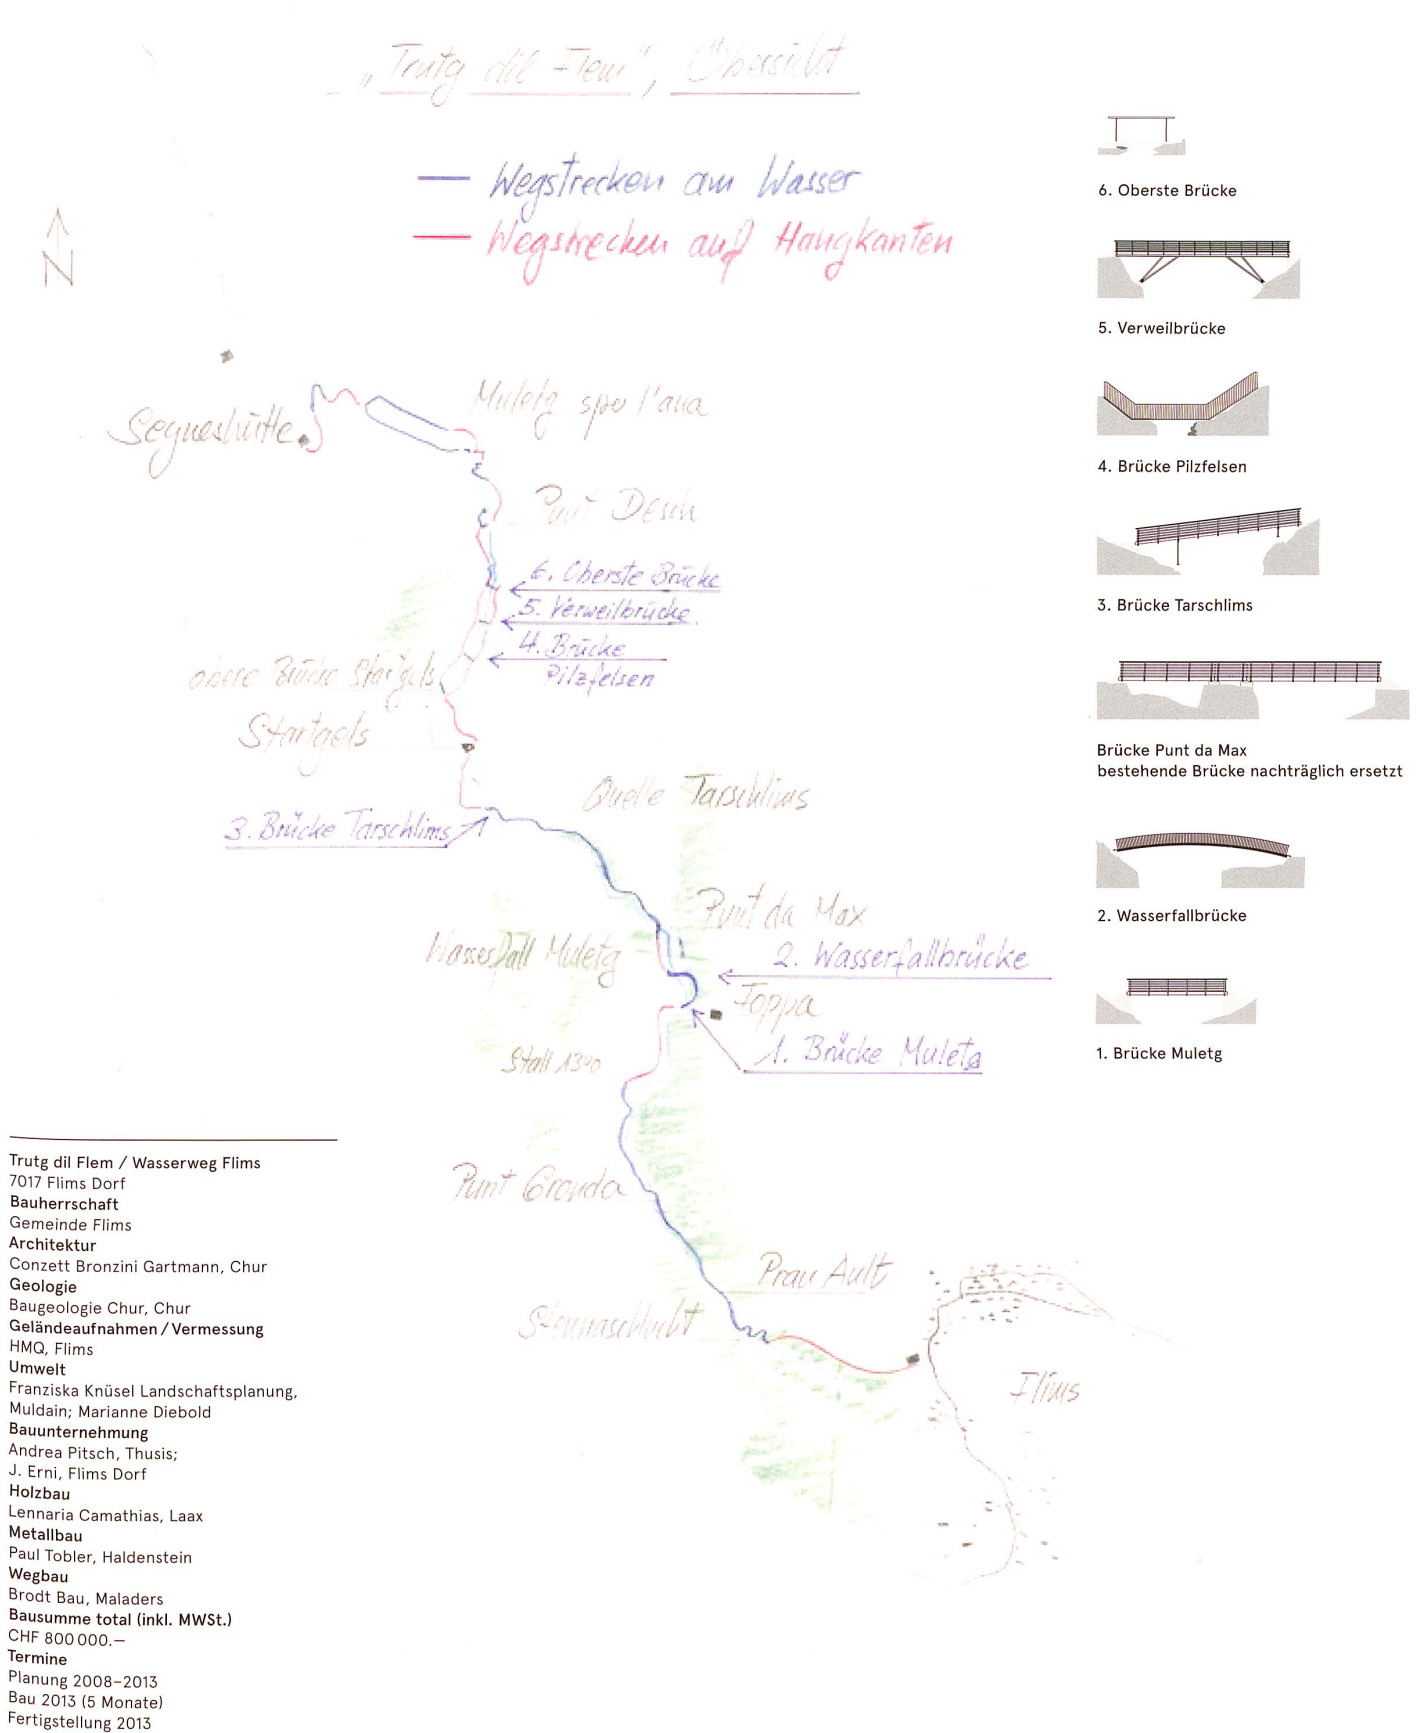 „Trutg dil Flem", Übersicht
Wegstrecken am Wasser
Wegstrecken auf Hangkanten
N
Segneshütte
Muletg sper l'aua
Punt Desch
6. Oberste Brücke
5. Verweilbrücke
4. Brücke
Pilzfelsen
obere Brücke Startgels
Startgels
Quelle Tarschlims
3. Brücke Tarschlims
Punt da Max
Wasserfall Muletg
2. Wasserfallbrücke
Foppa
1. Brücke Muletg
Stall
Punt Gronda
Prau Ault
Stennaschlucht
Flims
6. Oberste Brücke
5. Verweilbrücke
4. Brücke Pilzfelsen
3. Brücke Tarschlims
Brücke Punt da Max
bestehende Brücke nachträglich ersetzt
2. Wasserfallbrücke
1. Brücke Muletg
Trutg dil Flem / Wasserweg Flims
7017 Flims Dorf
Bauherrschaft
Gemeinde Flims
Architektur
Conzett Bronzini Gartmann, Chur
Geologie
Baugeologie Chur, Chur
Geländeaufnahmen / Vermessung
HMQ, Flims
Umwelt
Franziska Knüsel Landschaftsplanung,
Muldain; Marianne Diebold
Bauunternehmung
Andrea Pitsch, Thusis;
J. Erni, Flims Dorf
Holzbau
Lennaria Camathias, Laax
Metallbau
Paul Tobler, Haldenstein
Wegbau
Brodt Bau, Maladers
Bausumme total (inkl. MWSt.)
CHF 800 000.—
Termine
Planung 2008–2013
Bau 2013 (5 Monate)
Fertigstellung 2013